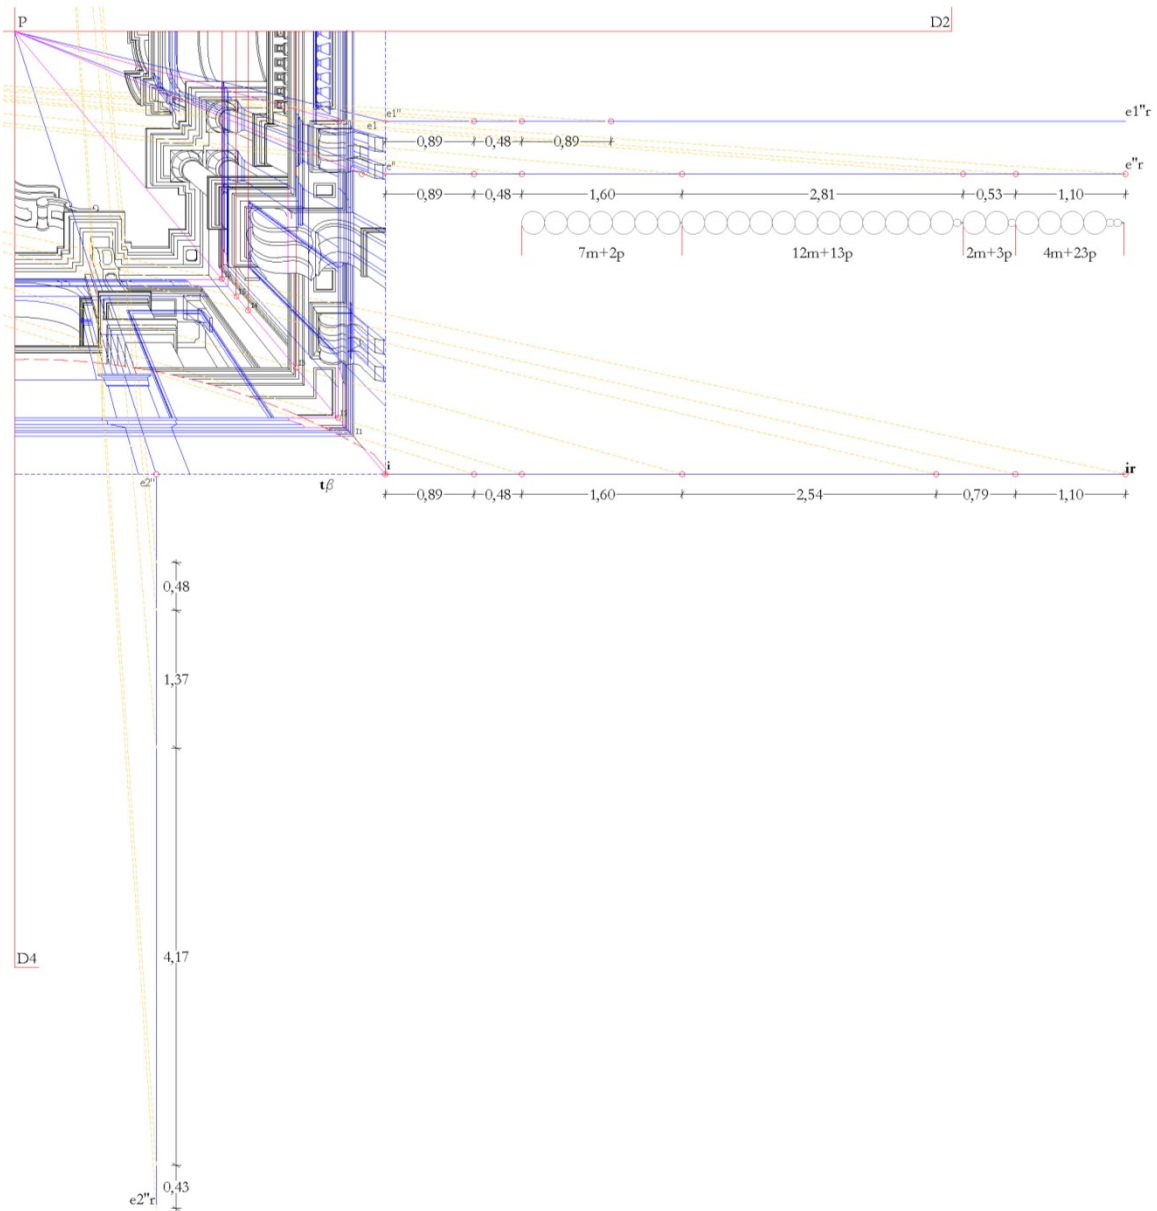 P D2
e1" e1"r
e1
0,89 0,48 0,89
e" e"r
0,89 0,48 1,60 2,81 0,53 1,10
7m+2p 12m+13p 2m+3p 4m+23p
i ir
e2" tβ
0,89 0,48 1,60 2,54 0,79 1,10
0,48
1,37
D4
4,17
0,43
e2"r